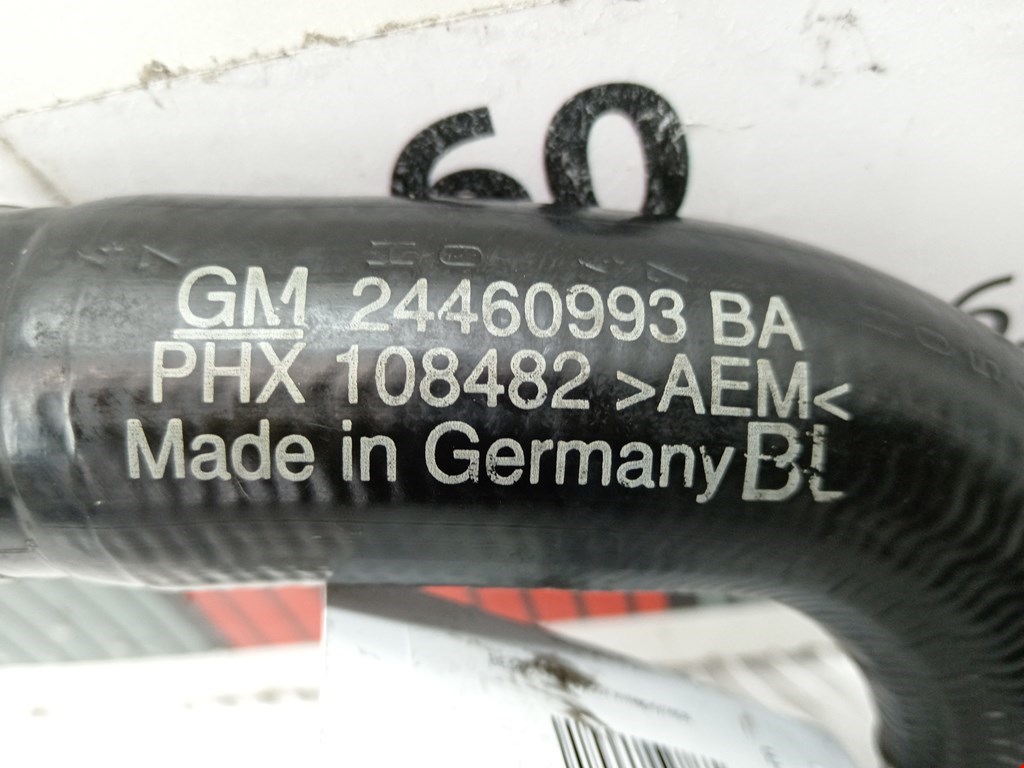 60
GM 24460993 BA
PHX 108482 >AEM<
Made in Germany BL